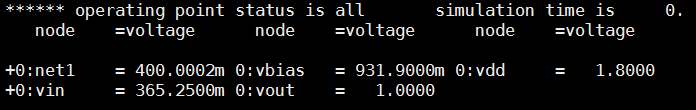 ****** operating point status is all       simulation time is     0.
   node    =voltage      node    =voltage      node    =voltage
+0:net1    = 400.0002m 0:vbias   = 931.9000m 0:vdd     =   1.8000
+0:vin     = 365.2500m 0:vout    =   1.0000